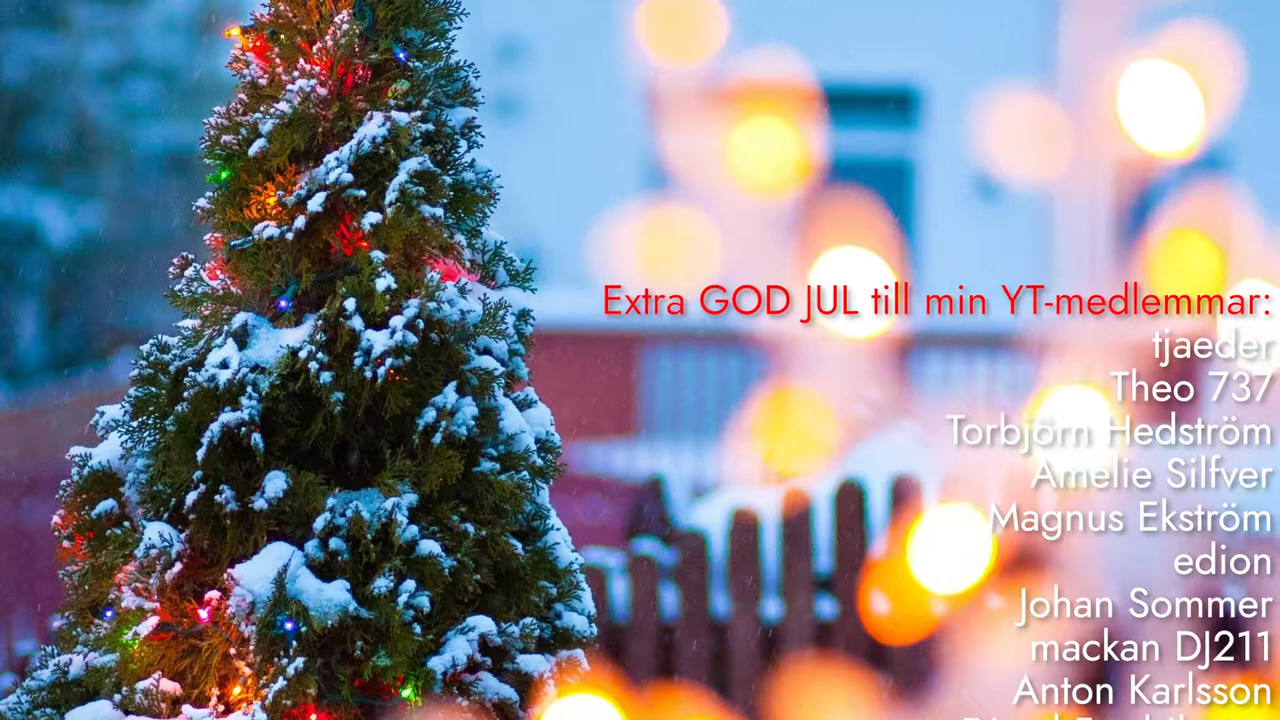 Extra GOD JUL till min YT-medlemmar:
tjaeder
Theo 737
Torbjörn Hedström
Amelie Silfver
Magnus Ekström
edion
Johan Sommer
mackan DJ211
Anton Karlsson